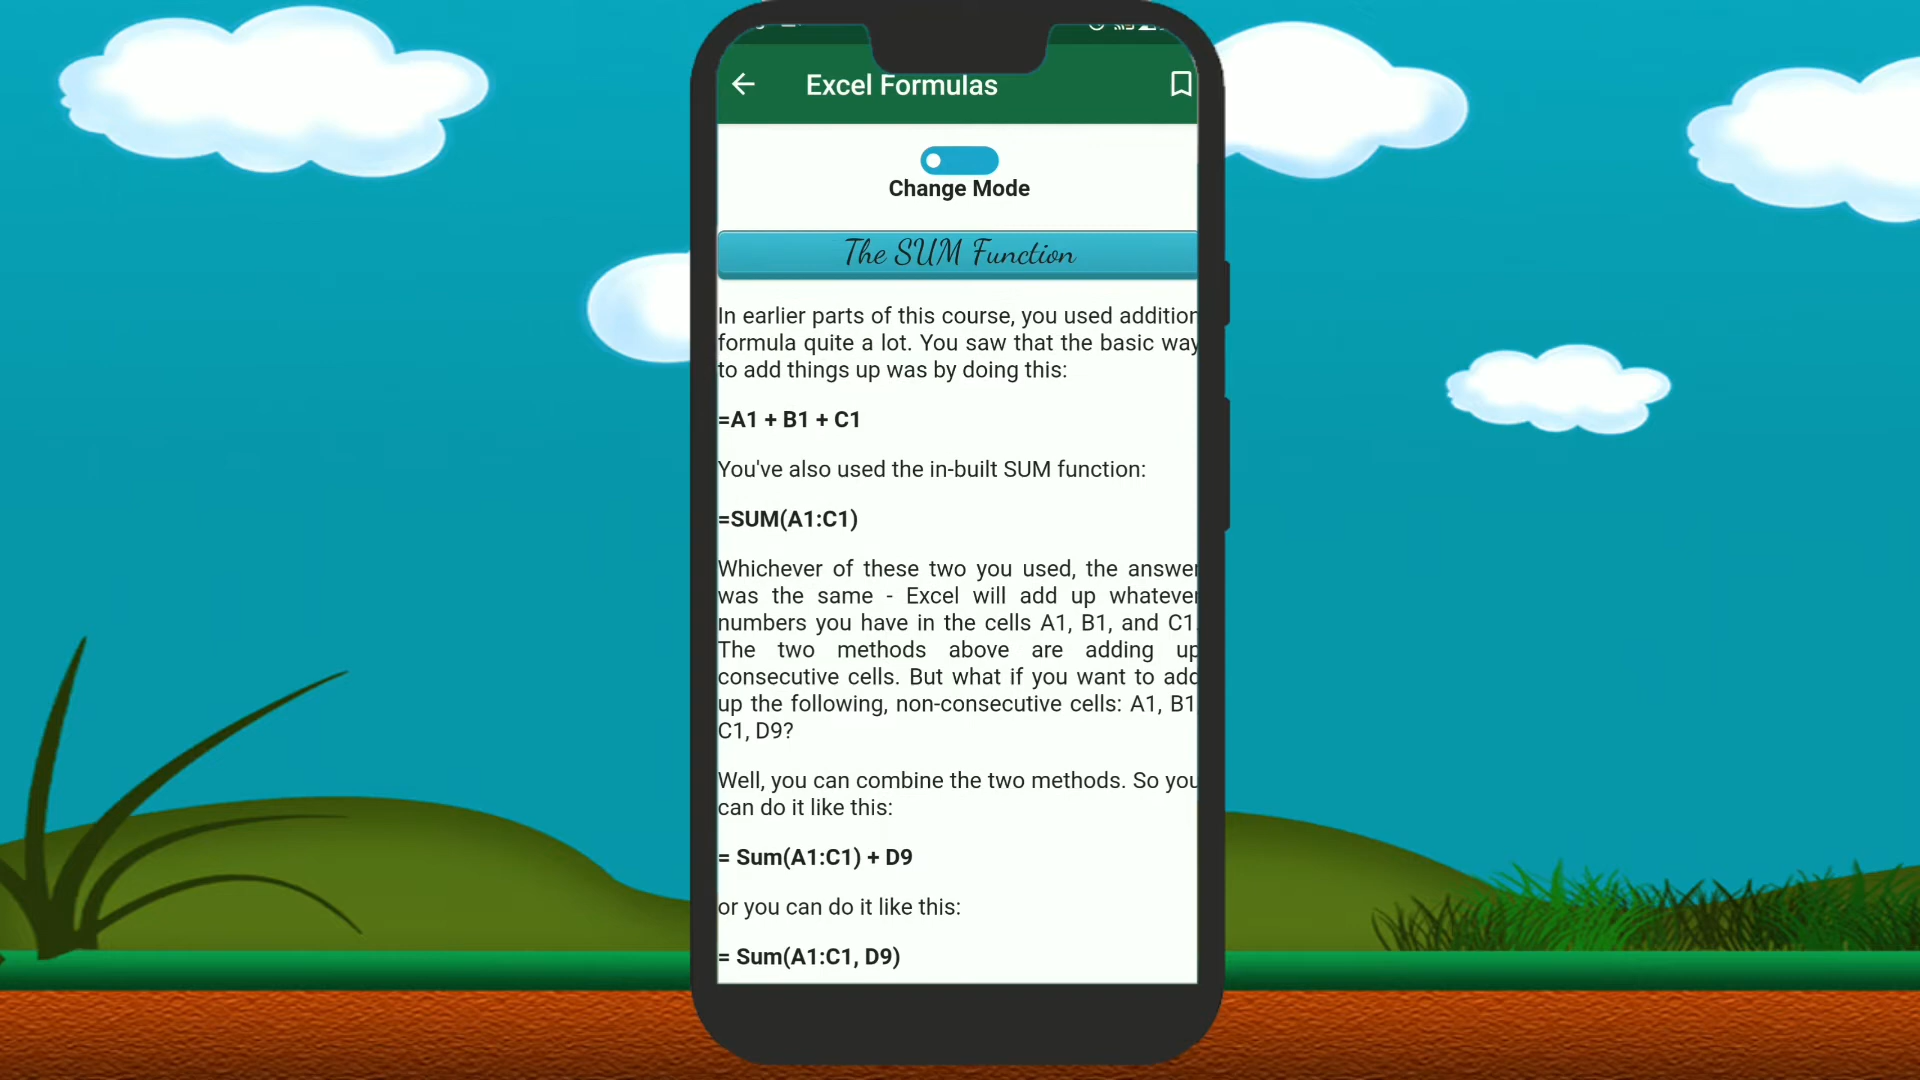 Excel Formulas
Change Mode
The SUM Function
In earlier parts of this course, you used addition
formula quite a lot. You saw that the basic way
to add things up was by doing this:
=A1 + B1 + C1
You've also used the in-built SUM function:
=SUM(A1:C1)
Whichever of these two you used, the answer
was the same - Excel will add up whatever
numbers you have in the cells A1, B1, and C1.
The two methods above are adding up
consecutive cells. But what if you want to add
up the following, non-consecutive cells: A1, B1
C1, D9?
Well, you can combine the two methods. So you
can do it like this:
= Sum(A1:C1) + D9
or you can do it like this:
= Sum(A1:C1, D9)